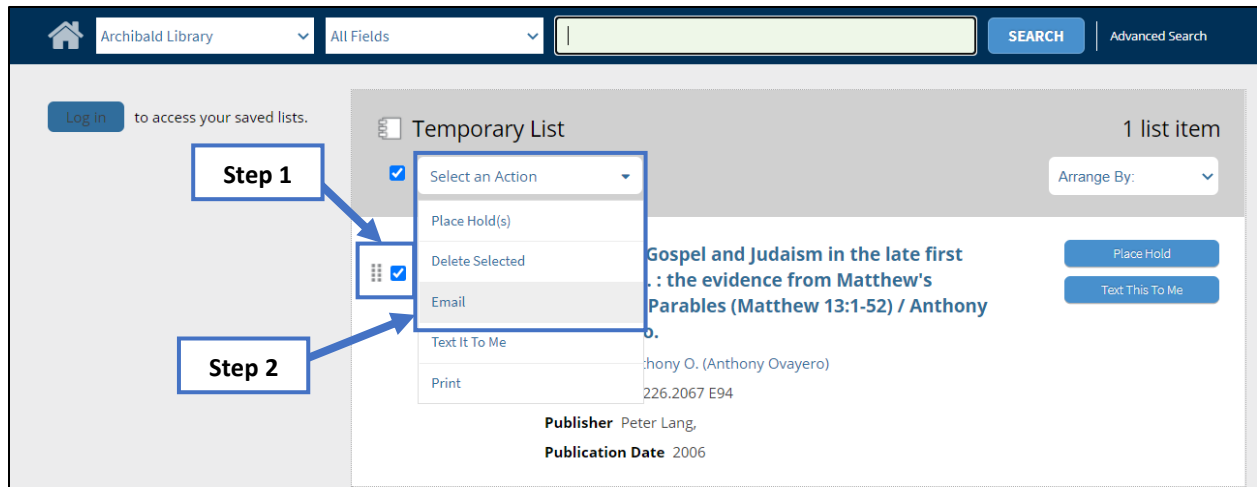 Archibald Library
All Fields
SEARCH
Advanced Search
Log in to access your saved lists.
Temporary List
1 list item
Step 1
Select an Action
Arrange By:
Place Hold(s)
Delete Selected
Email
Text It To Me
Print
Gospel and Judaism in the late first
. : the evidence from Matthew's
Parables (Matthew 13:1-52) / Anthony
o.
Place Hold
Text This To Me
Step 2
thony O. (Anthony Ovayero)
226.2067 E94
Publisher Peter Lang,
Publication Date 2006